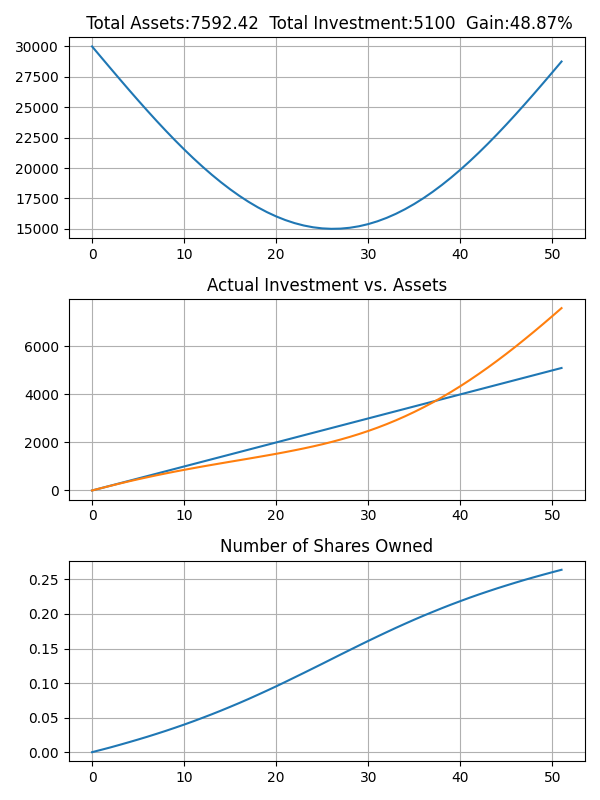 Total Assets:7592.42  Total Investment:5100  Gain:48.87%
30000
27500
25000
22500
20000
17500
15000
0 10 20 30 40 50
Actual Investment vs. Assets
6000
4000
2000
0
0 10 20 30 40 50
Number of Shares Owned
0.25
0.20
0.15
0.10
0.05
0.00
0 10 20 30 40 50